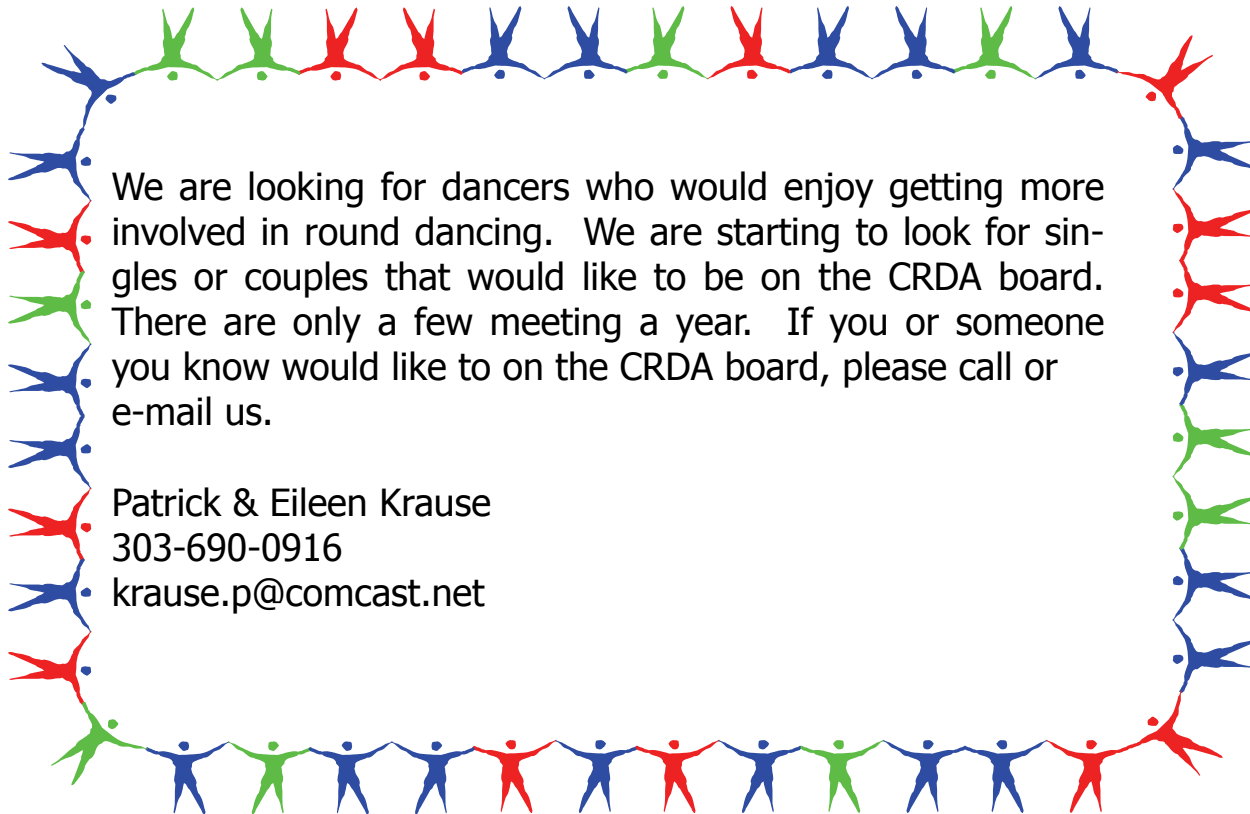 We are looking for dancers who would enjoy getting more
involved in round dancing.  We are starting to look for sin-
gles or couples that would like to be on the CRDA board.
There are only a few meeting a year.  If you or someone
you know would like to on the CRDA board, please call or
e-mail us.
Patrick & Eileen Krause
303-690-0916
krause.p@comcast.net